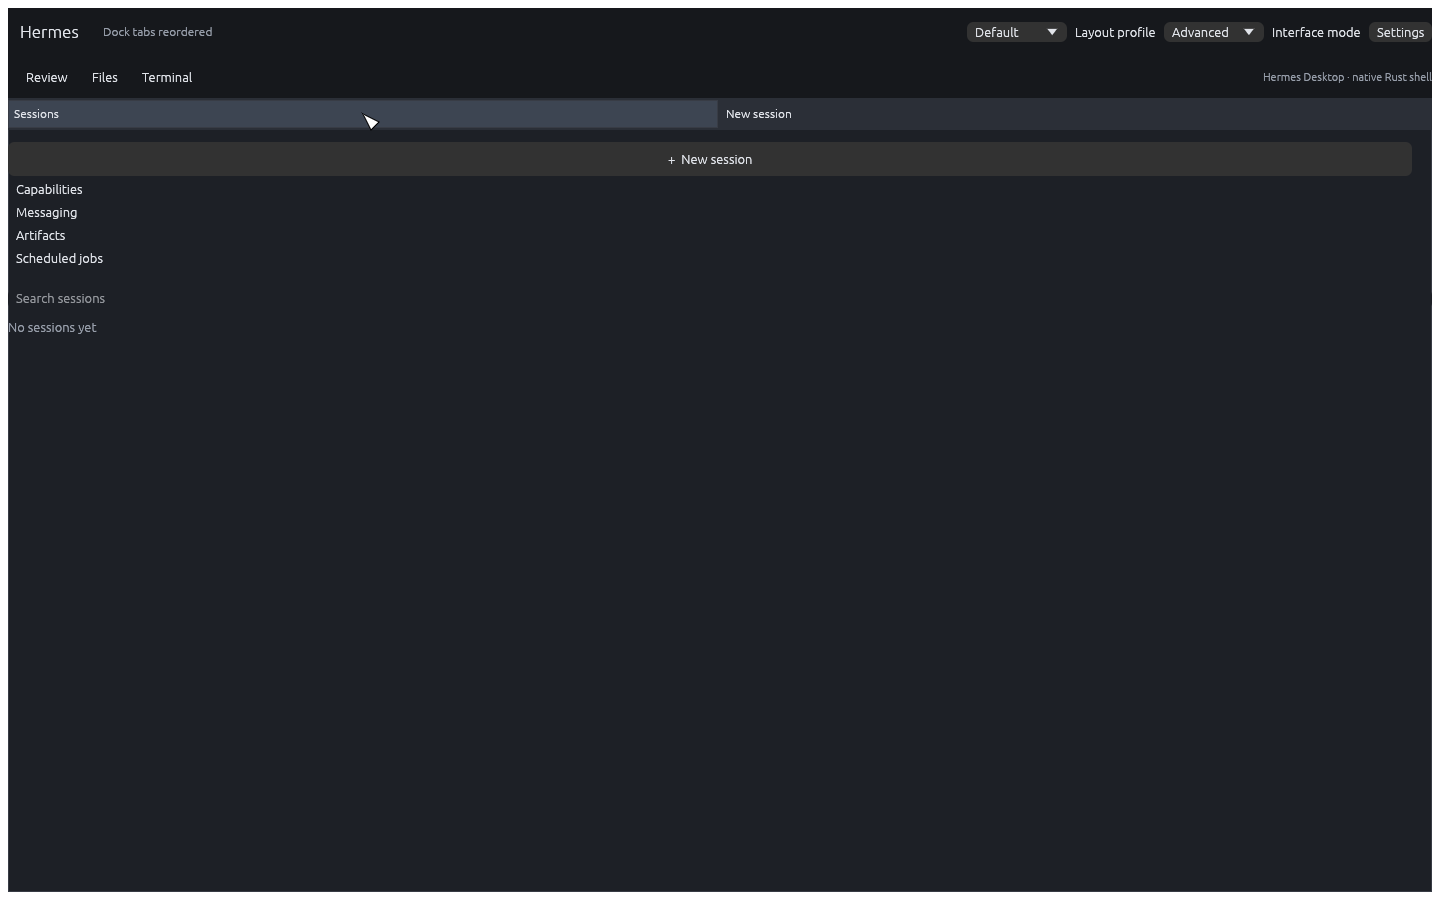 Hermes Dock tabs reordered Default Layout profile Advanced Interface mode Settings
Review Files Terminal Hermes Desktop · native Rust shell
Sessions New session
+ New session
Capabilities
Messaging
Artifacts
Scheduled jobs
Search sessions
No sessions yet